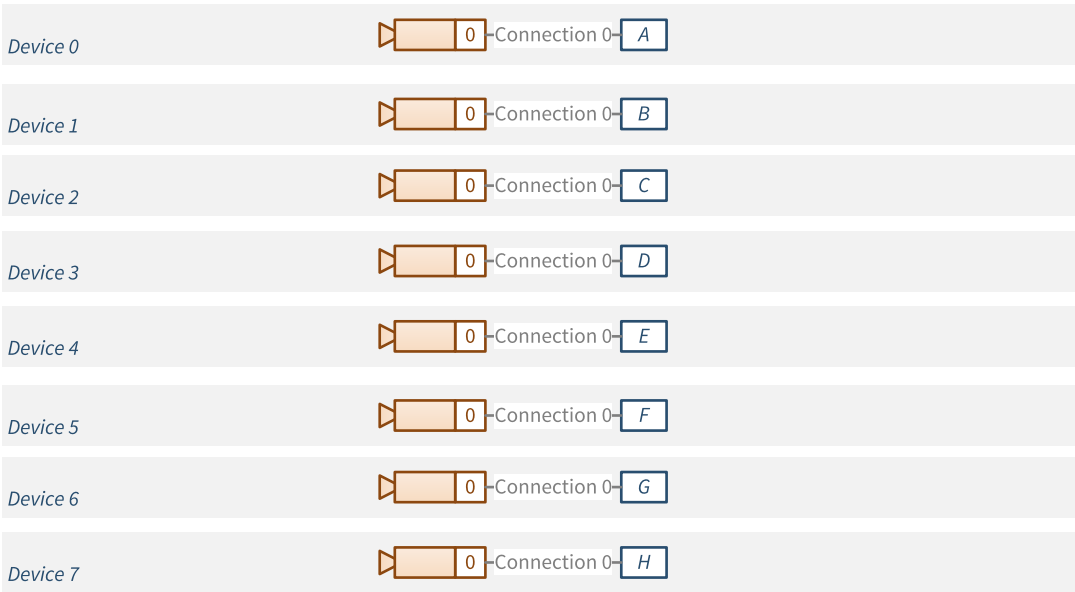 Device 0 0 Connection 0 A
Device 1 0 Connection 0 B
Device 2 0 Connection 0 C
Device 3 0 Connection 0 D
Device 4 0 Connection 0 E
Device 5 0 Connection 0 F
Device 6 0 Connection 0 G
Device 7 0 Connection 0 H